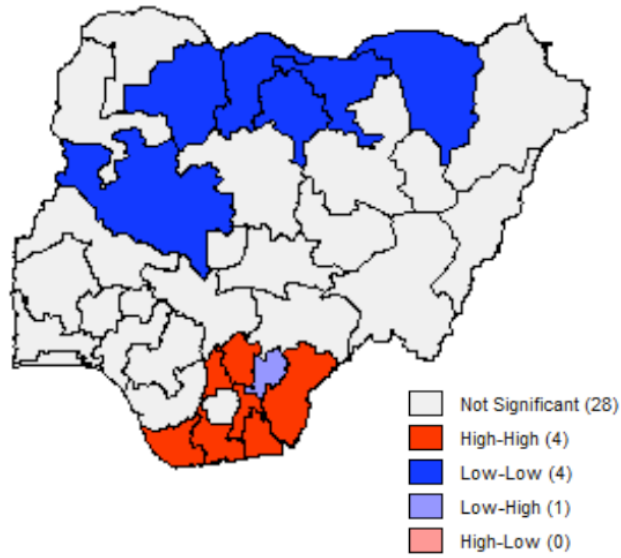 Not Significant (28)
High-High (4)
Low-Low (4)
Low-High (1)
High-Low (0)